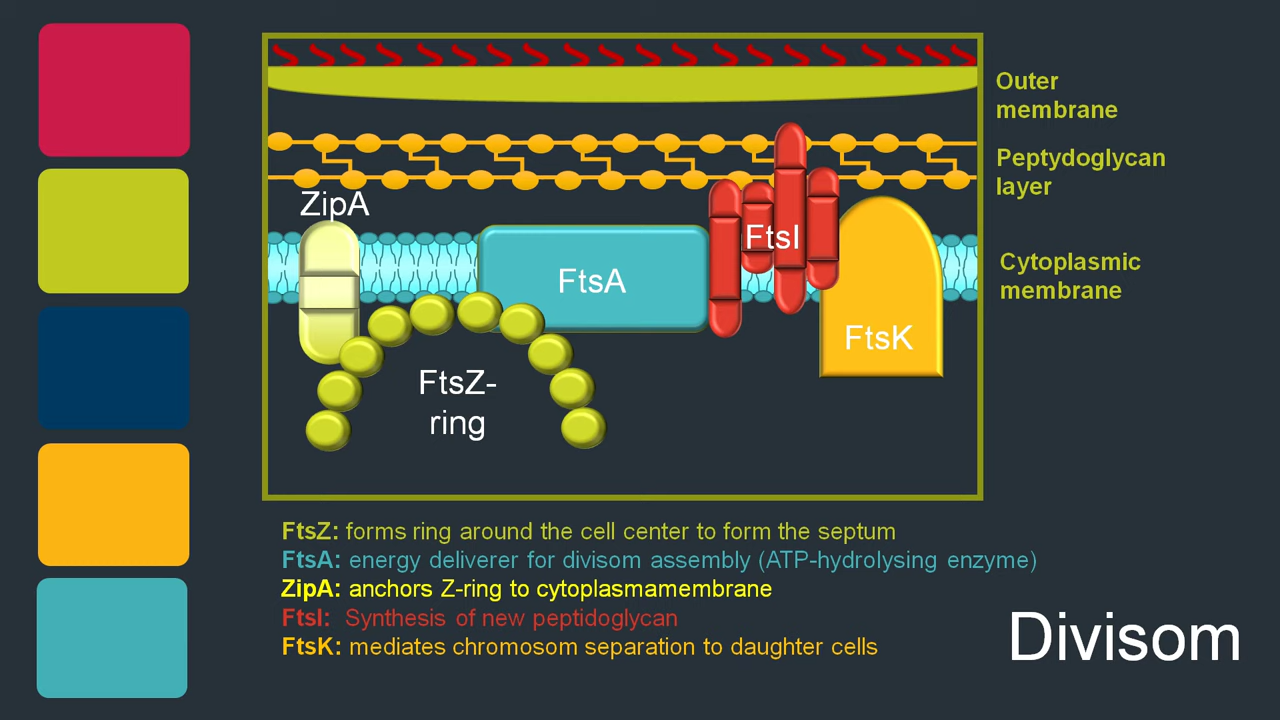 Outer
membrane
Peptydoglycan
layer
ZipA
FtsI
Cytoplasmic
membrane
FtsA
FtsK
FtsZ-
ring
FtsZ: forms ring around the cell center to form the septum
FtsA: energy deliverer for divisom assembly (ATP-hydrolysing enzyme)
ZipA: anchors Z-ring to cytoplasmamembrane
FtsI: Synthesis of new peptidoglycan
FtsK: mediates chromosom separation to daughter cells
Divisom